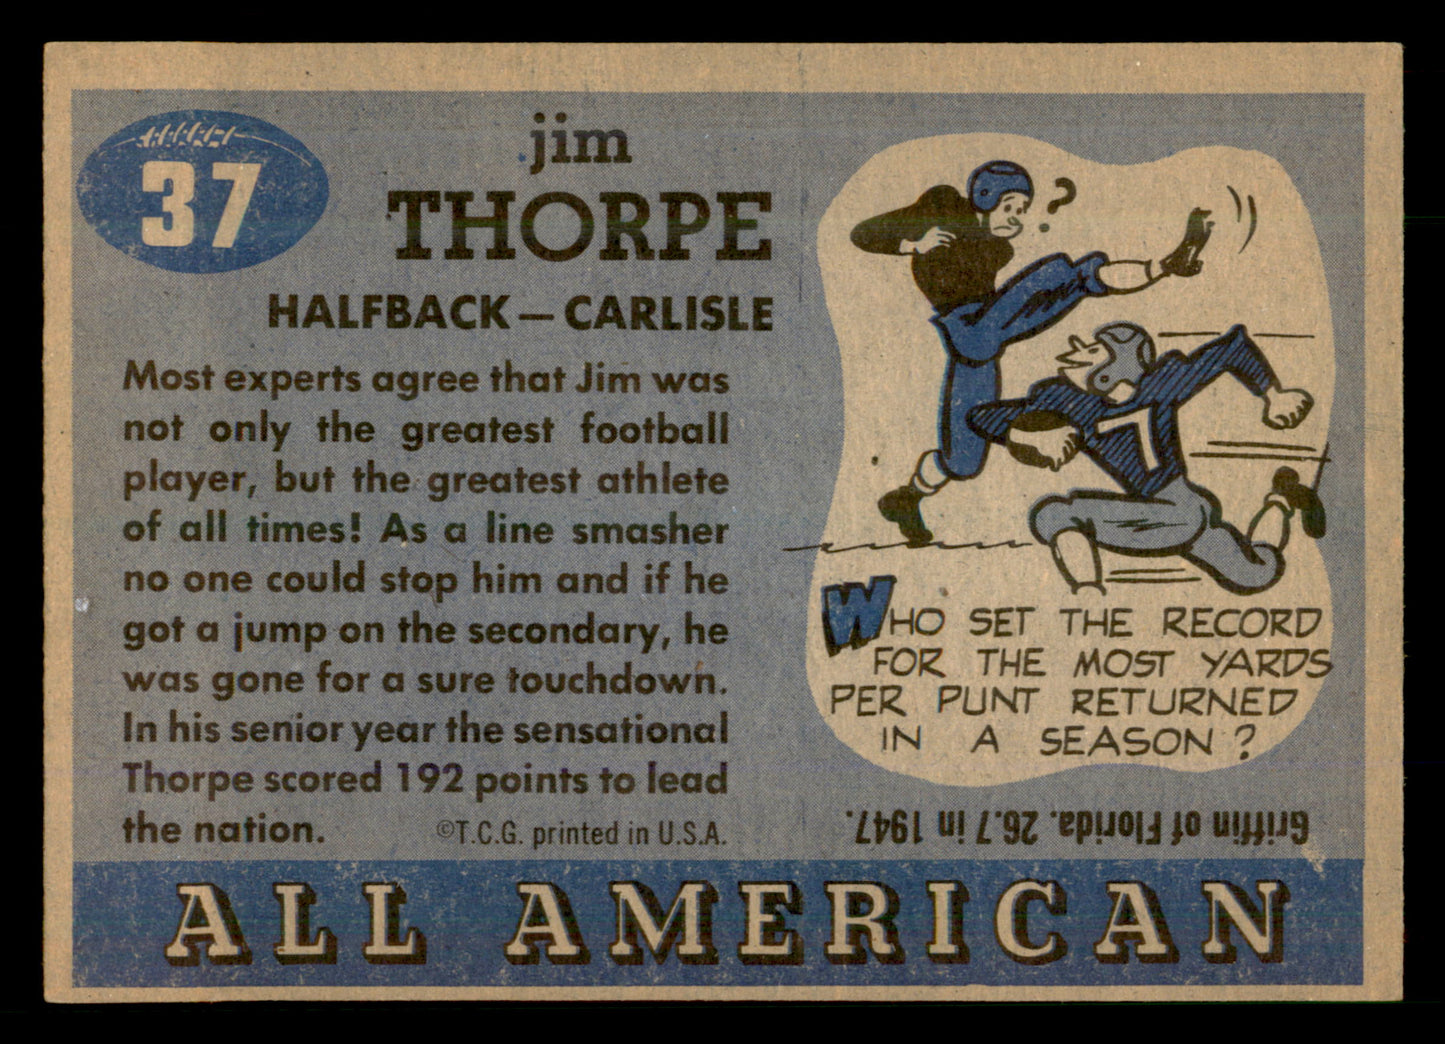 37
jim
THORPE
HALFBACK — CARLISLE
Most experts agree that Jim was
not only the greatest football
player, but the greatest athlete
of all times! As a line smasher
no one could stop him and if he
got a jump on the secondary, he
was gone for a sure touchdown.
In his senior year the sensational
Thorpe scored 192 points to lead
the nation.
©T.C.G. printed in U.S.A.
?
7
WHO SET THE RECORD
FOR THE MOST YARDS
PER PUNT RETURNED
IN A SEASON?
Griffin of Florida. 26.7 in 1947.
ALL AMERICAN